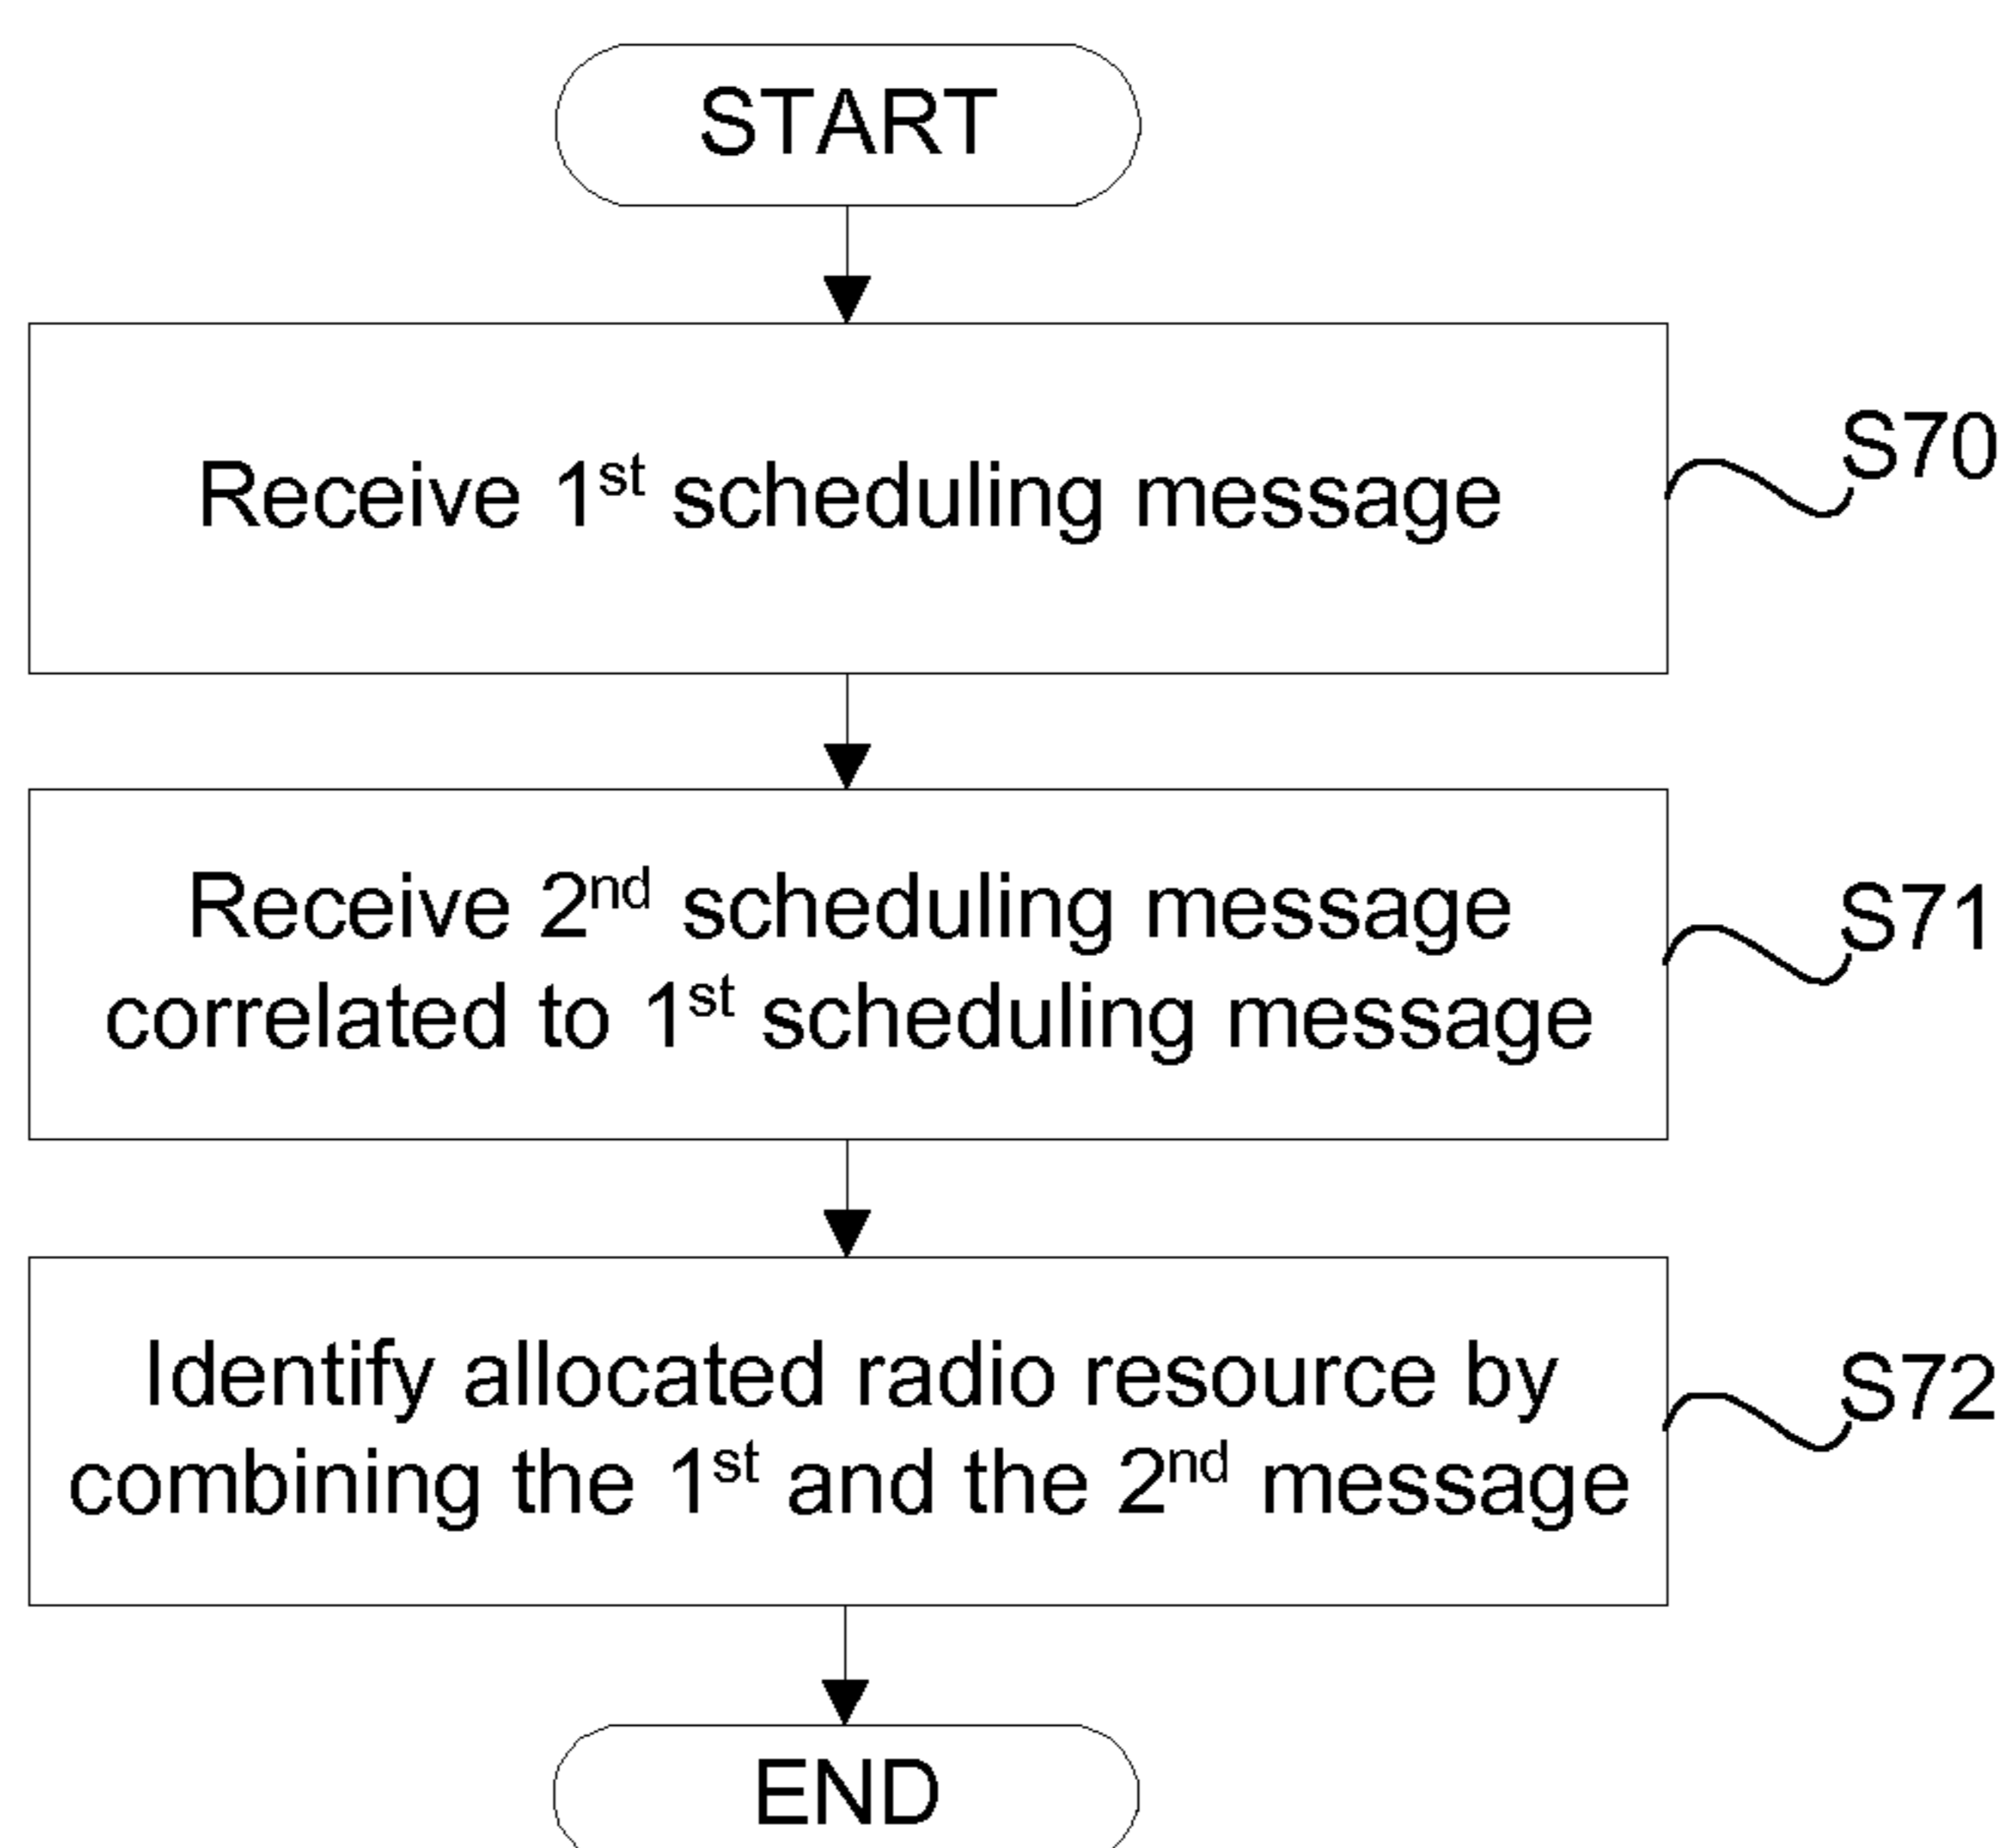 START
Receive 1st scheduling message
S70
Receive 2nd scheduling message
correlated to 1st scheduling message
S71
Identify allocated radio resource by
combining the 1st and the 2nd message
S72
END